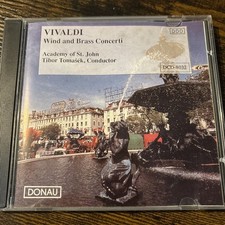 VIVALDI
Wind and Brass Concerti
Academy of St. John
Tibor Tomašek, Conductor
DONAU